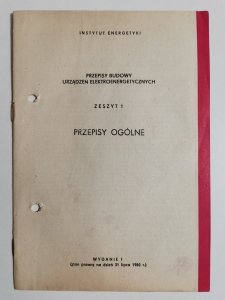 INSTYTUT ENERGETYKI
PRZEPISY BUDOWY
URZĄDZEŃ ELEKTROENERGETYCZNYCH
ZESZYT 1
PRZEPISY OGÓLNE
WYDANIE I
(stan prawny na dzień 31 lipca 1980 r.)